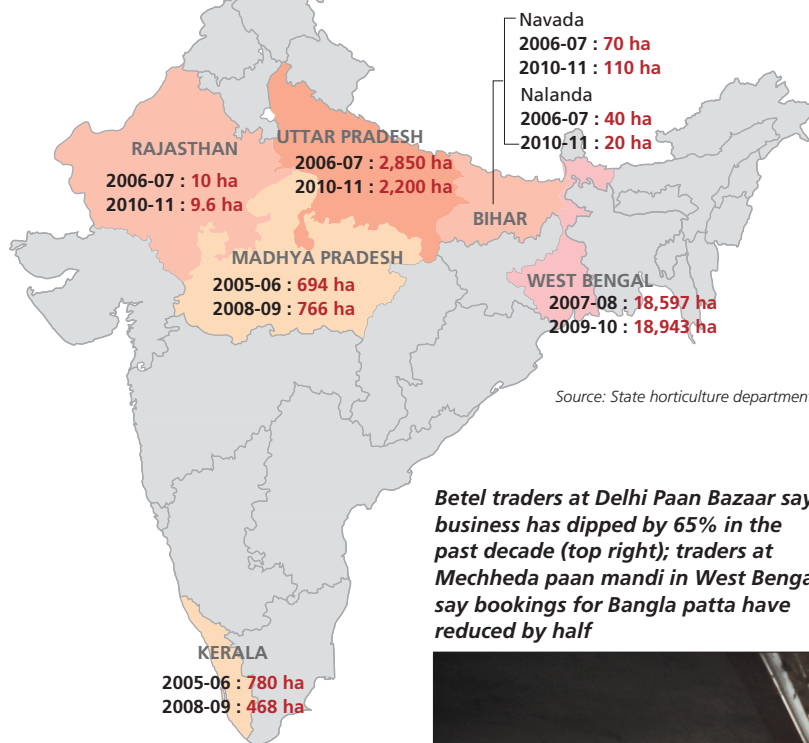 Navada
2006-07 : 70 ha
2010-11 : 110 ha
Nalanda
2006-07 : 40 ha
2010-11 : 20 ha
RAJASTHAN
2006-07 : 10 ha
2010-11 : 9.6 ha
UTTAR PRADESH
2006-07 : 2,850 ha
2010-11 : 2,200 ha
BIHAR
MADHYA PRADESH
2005-06 : 694 ha
2008-09 : 766 ha
WEST BENGAL
2007-08 : 18,597 ha
2009-10 : 18,943 ha
Source: State horticulture department
Betel traders at Delhi Paan Bazaar say
business has dipped by 65% in the
past decade (top right); traders at
Mechheda paan mandi in West Benga
say bookings for Bangla patta have
reduced by half
KERALA
2005-06 : 780 ha
2008-09 : 468 ha